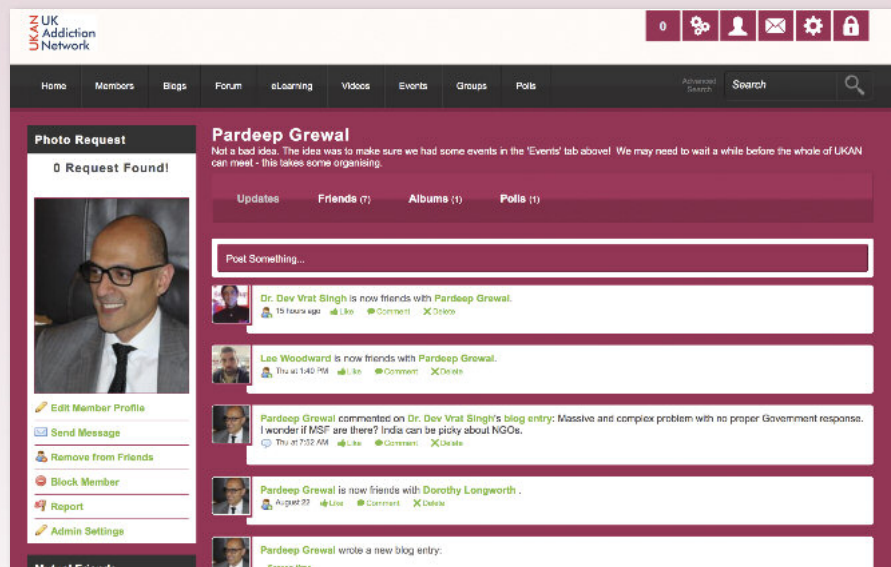 UKAN
UK
Addiction
Network
0
Home Members Blogs Forum eLearning Videos Events Groups Polls
Advanced
Search
Search
Photo Request
0 Request Found!
Edit Member Profile
Send Message
Remove from Friends
Block Member
Report
Admin Settings
Mutual Friends
Pardeep Grewal
Not a bad idea. The idea was to make sure we had some events in the 'Events' tab above! We may need to wait a while before the whole of UKAN
can meet - this takes some organising.
Updates Friends (7) Albums (1) Polls (1)
Post Something...
Dr. Dev Vrat Singh is now friends with Pardeep Grewal.
15 hours ago Like Comment Delete
Lee Woodward is now friends with Pardeep Grewal.
Thu at 1:40 PM Like Comment Delete
Pardeep Grewal commented on Dr. Dev Vrat Singh's blog entry: Massive and complex problem with no proper Government response.
I wonder if MSF are there? India can be picky about NGOs.
Thu at 7:52 AM Like Comment Delete
Pardeep Grewal is now friends with Dorothy Longworth .
August 22 Like Comment Delete
Pardeep Grewal wrote a new blog entry: